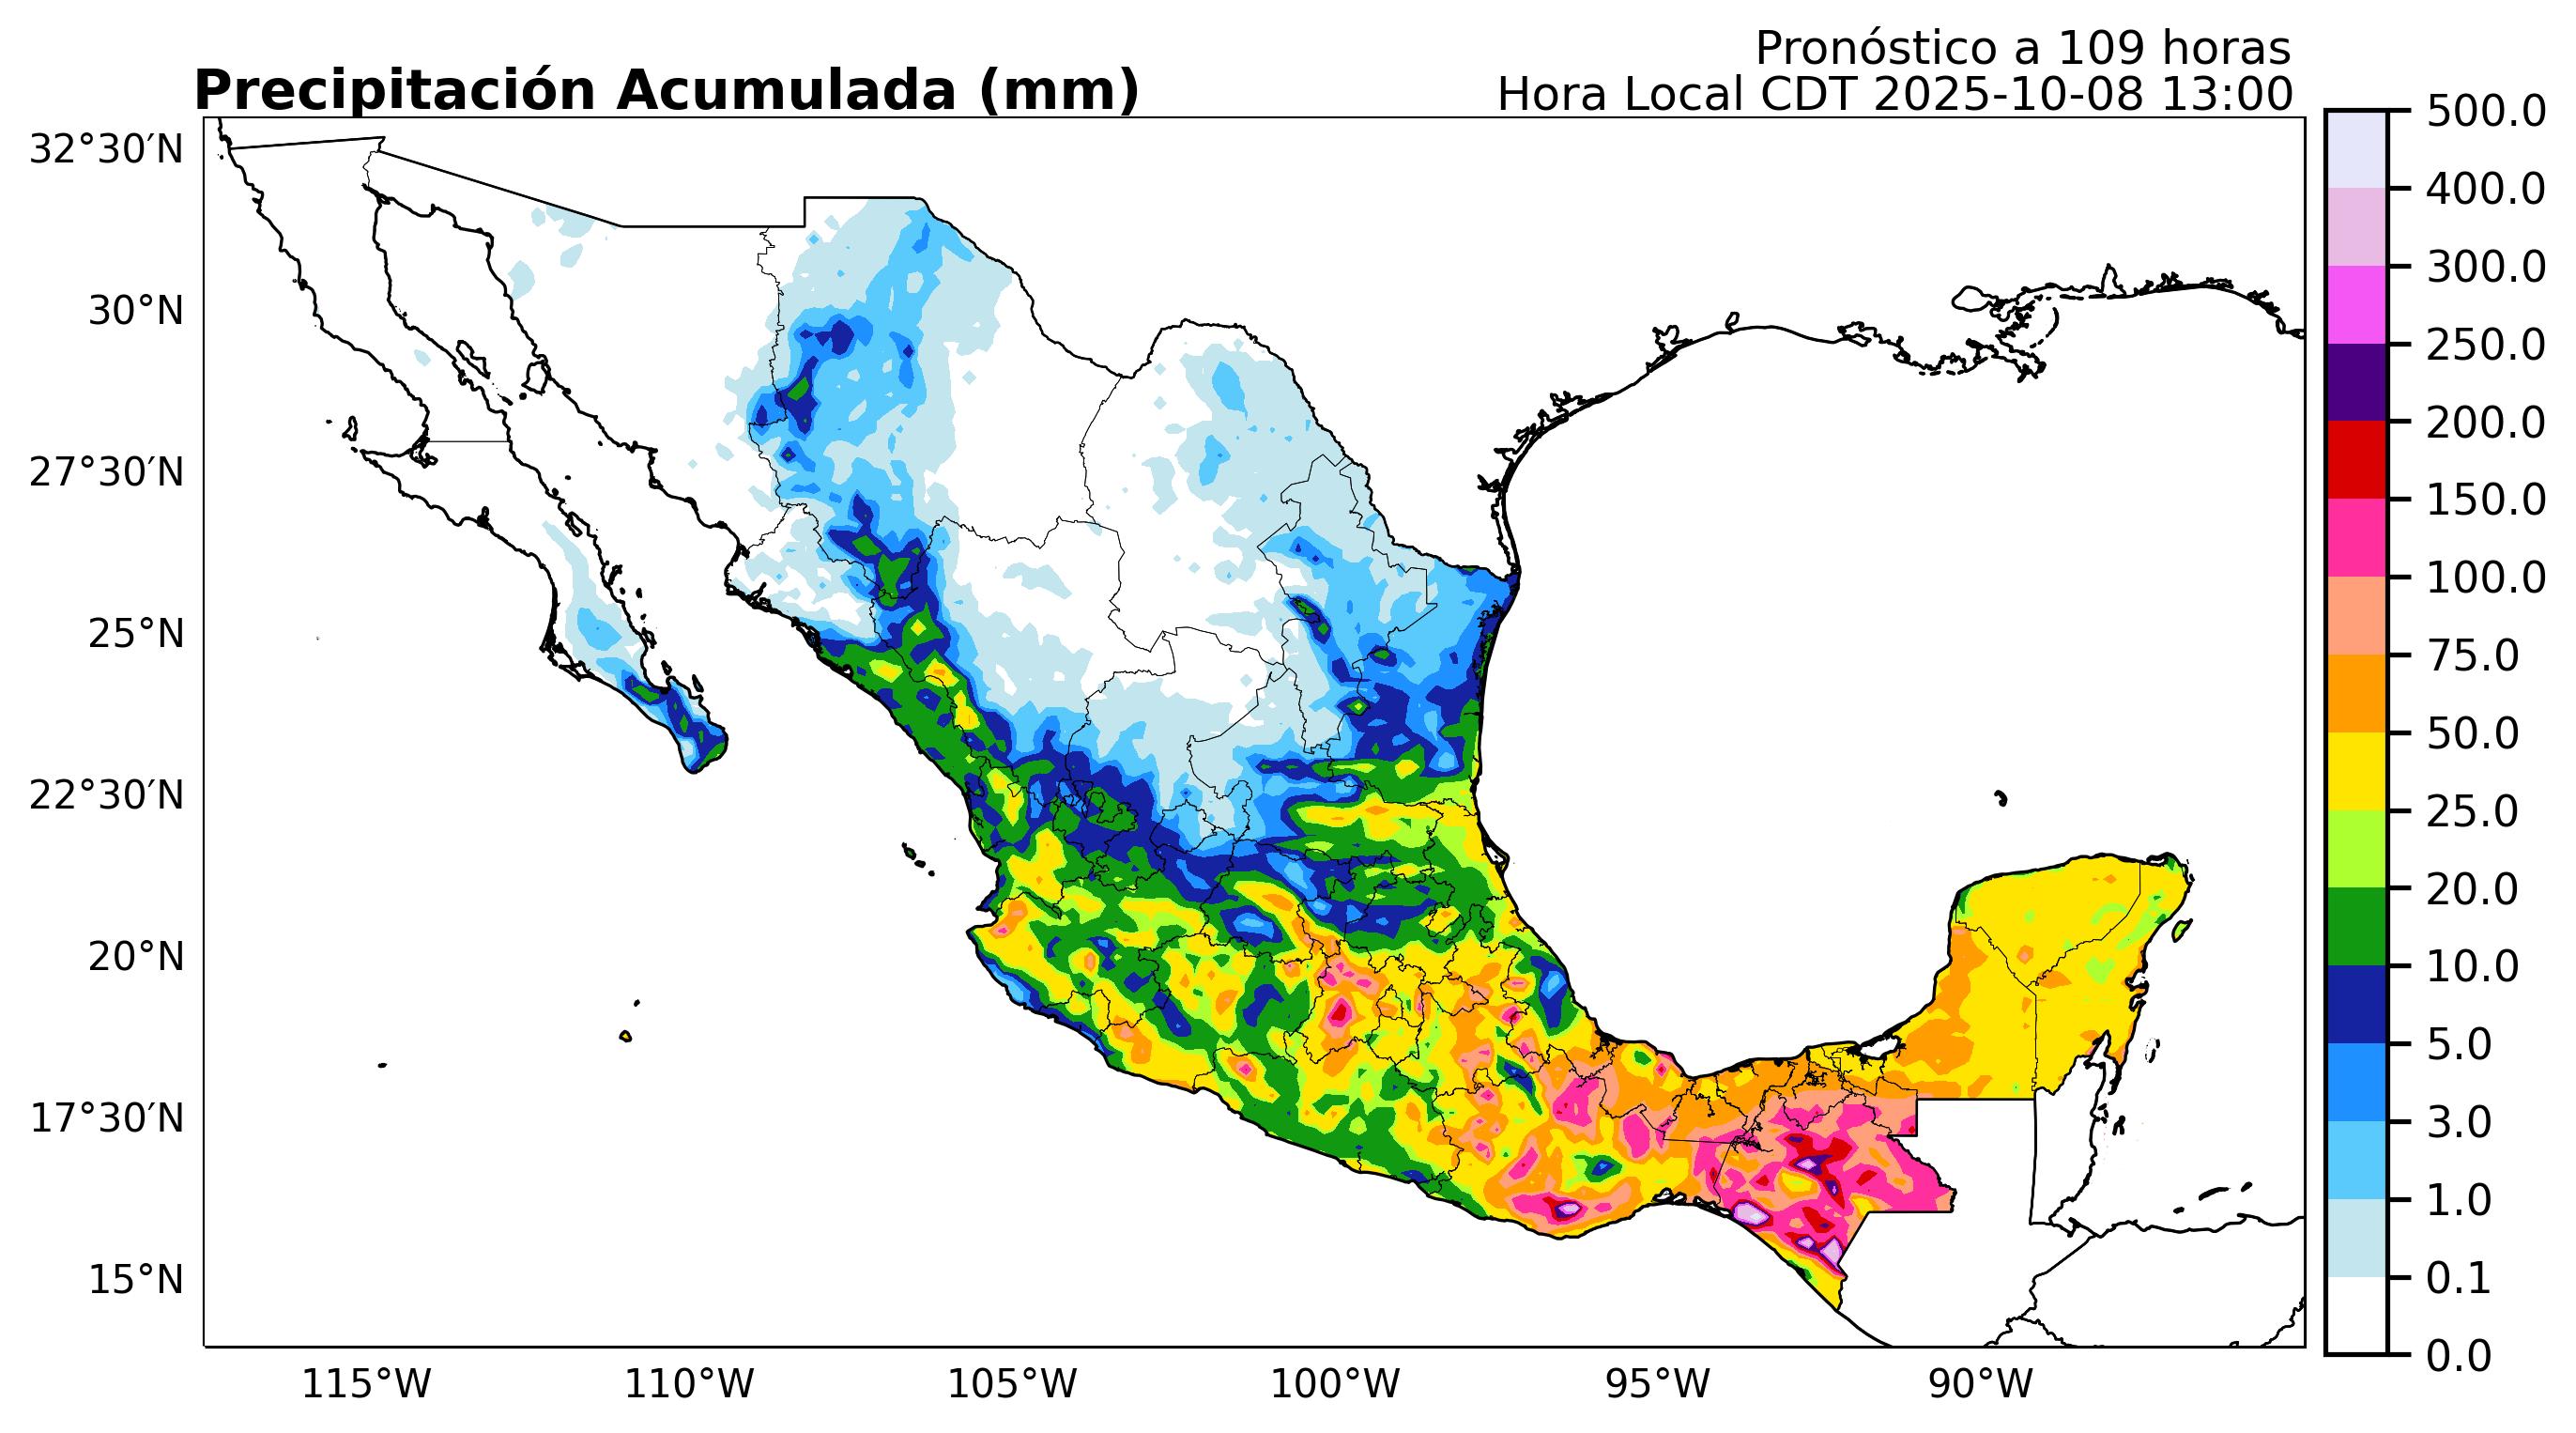 Pronóstico a 109 horas
Precipitación Acumulada (mm)
Hora Local CDT 2025-10-08 13:00
32°30′N
30°N
27°30′N
25°N
22°30′N
20°N
17°30′N
15°N
115°W
110°W
105°W
100°W
95°W
90°W
500.0
400.0
300.0
250.0
200.0
150.0
100.0
75.0
50.0
25.0
20.0
10.0
5.0
3.0
1.0
0.1
0.0